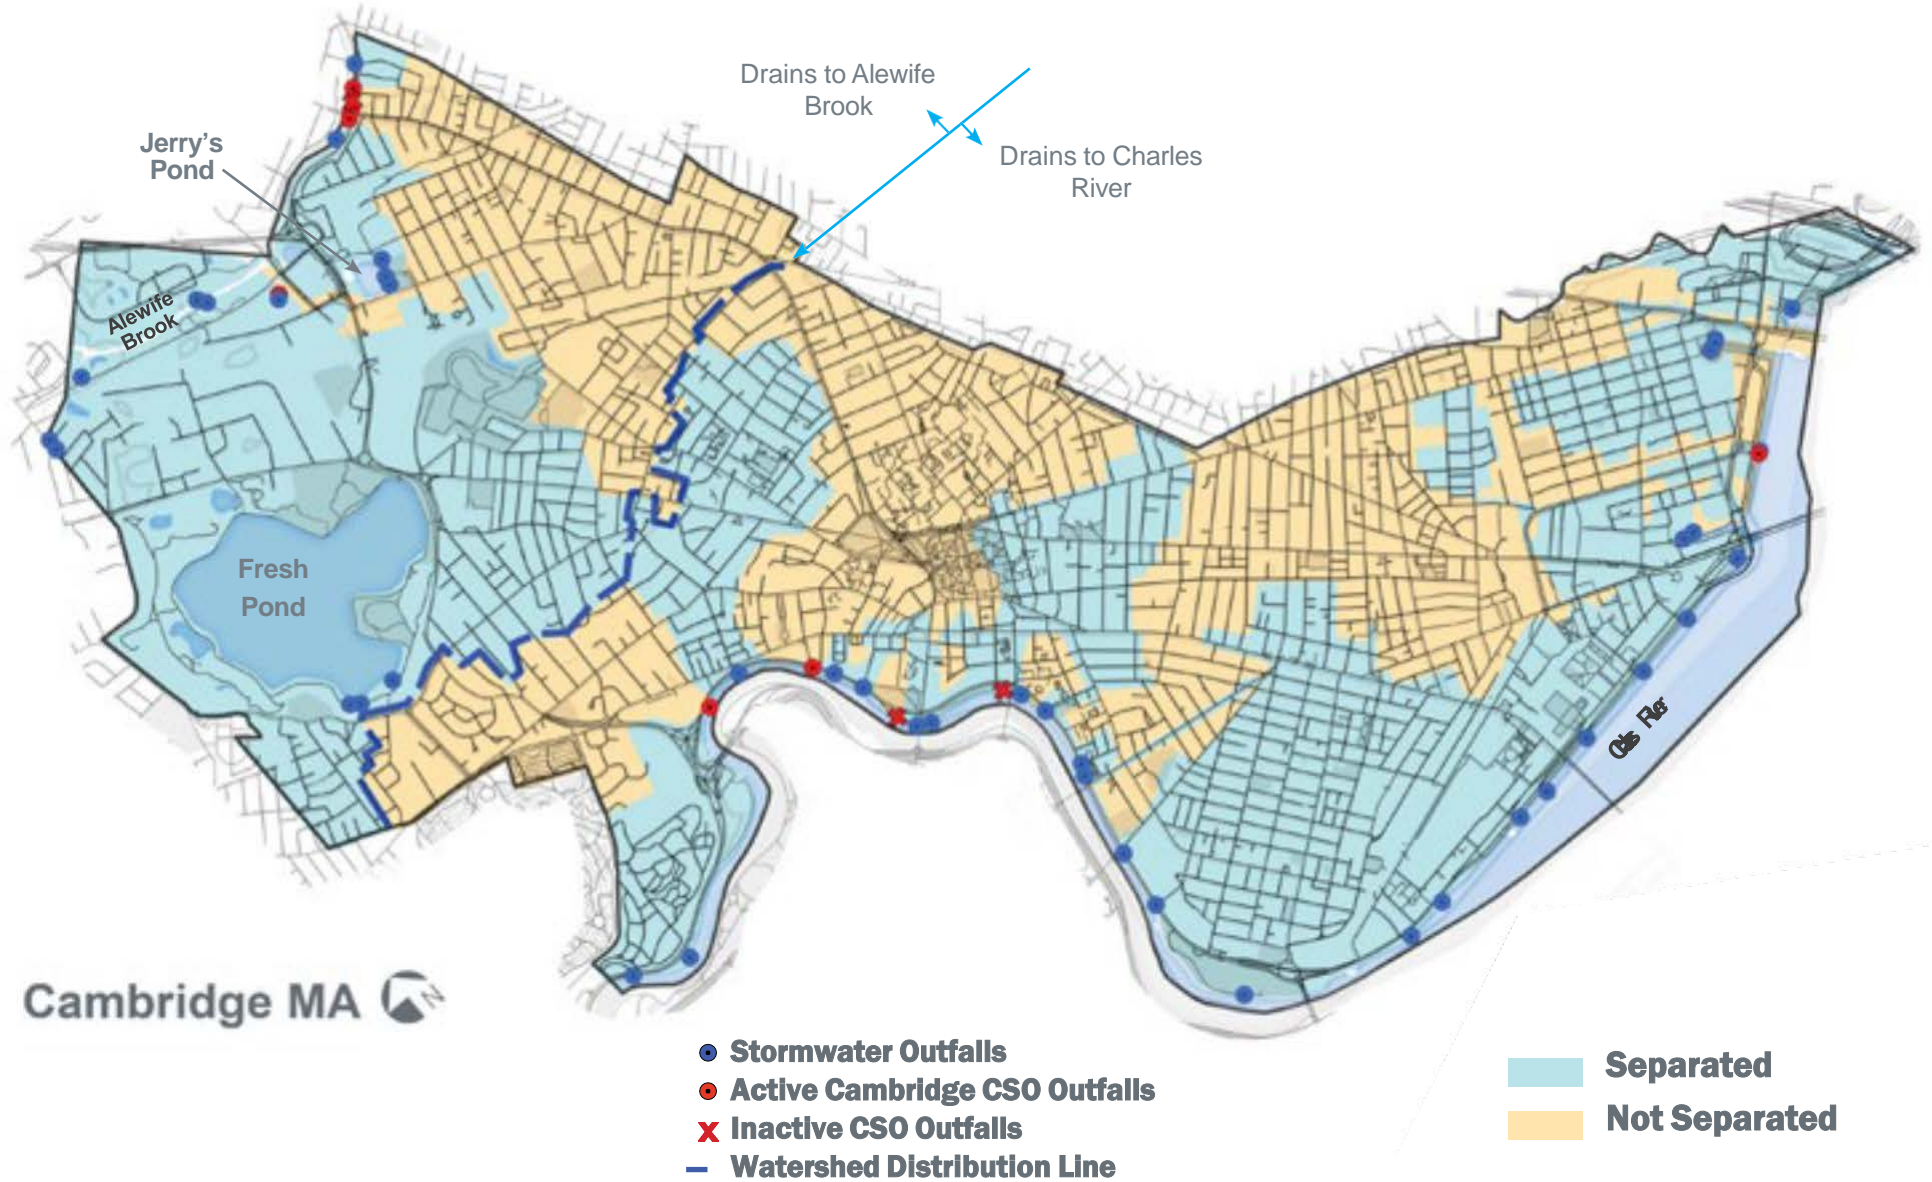 Drains to Alewife
Brook
Drains to Charles
River
Jerry's
Pond
Alewife
Brook
Fresh
Pond
Cambridge MA
N
Stormwater Outfalls
Active Cambridge CSO Outfalls
Inactive CSO Outfalls
Watershed Distribution Line
Separated
Not Separated